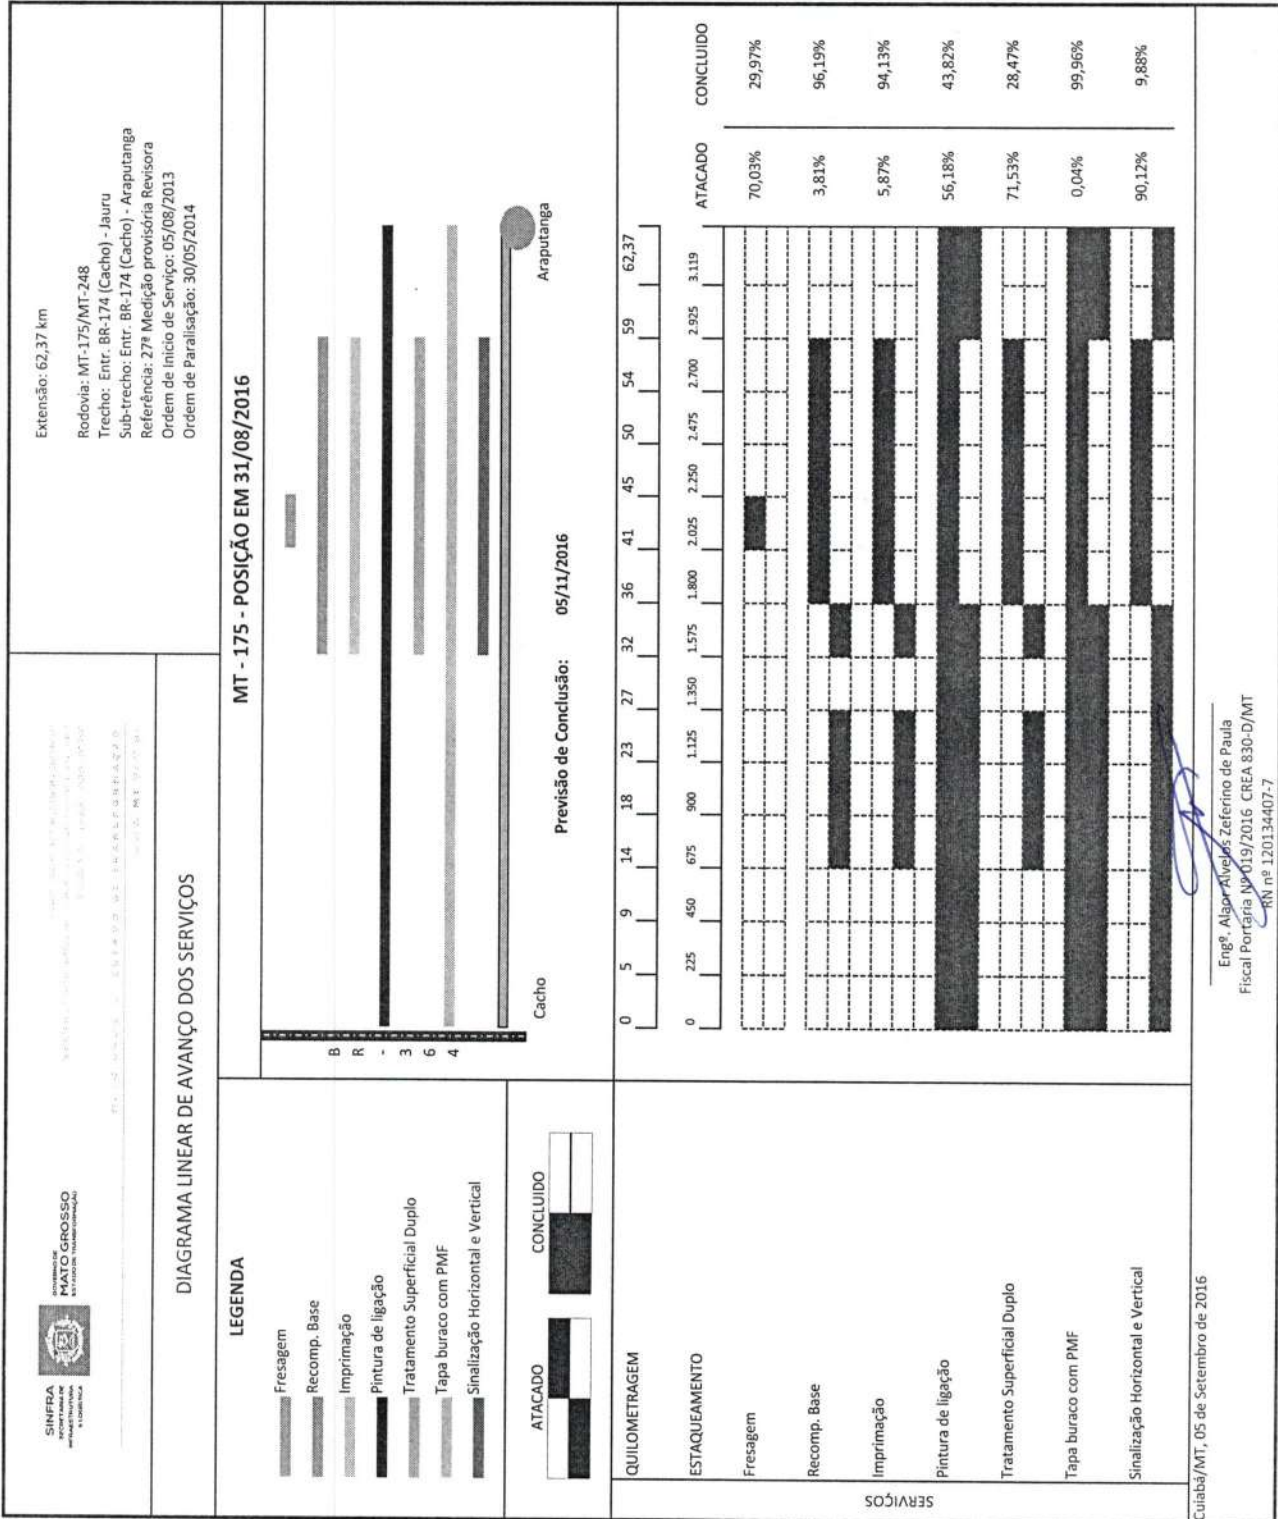 SINFRA
SECRETARIA DE
INFRAESTRUTURA
E LOGÍSTICA
GOVERNO DE
MATO GROSSO
ESTADO DE TRANSFORMAÇÃO
Extensão: 62,37 km
Rodovia: MT-175/MT-248
Trecho: Entr. BR-174 (Cacho) - Jauru
Sub-trecho: Entr. BR-174 (Cacho) - Araputanga
Referência: 27ª Medição provisória Revisora
Ordem de Inicio de Serviço: 05/08/2013
Ordem de Paralisação: 30/05/2014
DIAGRAMA LINEAR DE AVANÇO DOS SERVIÇOS
MT - 175 - POSIÇÃO EM 31/08/2016
LEGENDA
Fresagem
Recomp. Base
Imprimação
Pintura de ligação
Tratamento Superficial Duplo
Tapa buraco com PMF
Sinalização Horizontal e Vertical
ATACADO
CONCLUIDO
B R - 3 6 4
Cacho
Araputanga
Previsão de Conclusão: 05/11/2016
QUILOMETRAGEM 0 5 9 14 18 23 27 32 36 41 45 50 54 59 62,37
ESTAQUEAMENTO 0 225 450 675 900 1.125 1.350 1.575 1.800 2.025 2.250 2.475 2.700 2.925 3.119 ATACADO CONCLUIDO
SERVIÇOS
Fresagem 70,03% 29,97%
Recomp. Base 3,81% 96,19%
Imprimação 5,87% 94,13%
Pintura de ligação 56,18% 43,82%
Tratamento Superficial Duplo 71,53% 28,47%
Tapa buraco com PMF 0,04% 99,96%
Sinalização Horizontal e Vertical 90,12% 9,88%
Cuiabá/MT, 05 de Setembro de 2016
Engº. Alaor Alvelos Zeferino de Paula
Fiscal Portaria Nº 019/2016 CREA 830-D/MT
RN nº 120134407-7